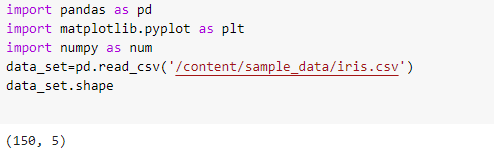 import pandas as pd
import matplotlib.pyplot as plt
import numpy as num
data_set=pd.read_csv('/content/sample_data/iris.csv')
data_set.shape
(150, 5)